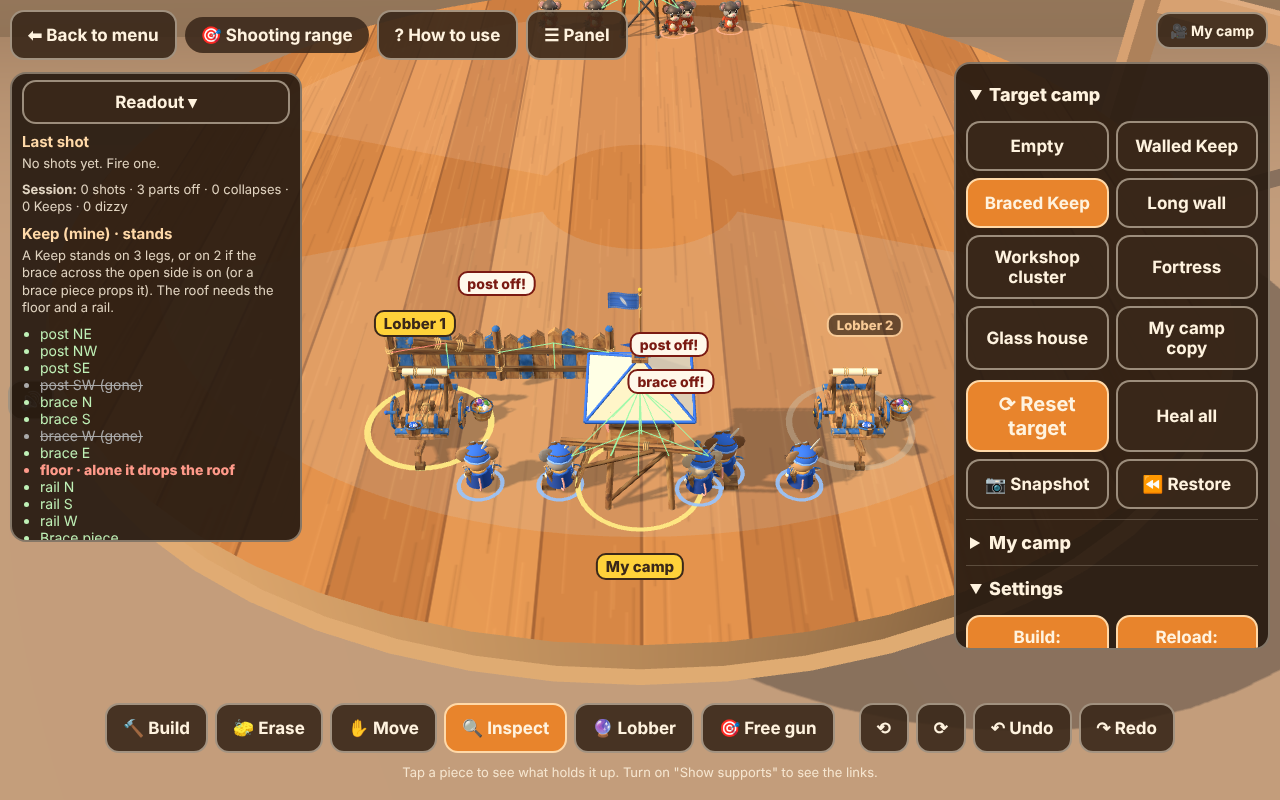 ⬅ Back to menu
🎯 Shooting range
? How to use
☰ Panel
🎥 My camp
Readout ▾
Last shot
No shots yet. Fire one.
Session: 0 shots · 3 parts off · 0 collapses ·
0 Keeps · 0 dizzy
Keep (mine) · stands
A Keep stands on 3 legs, or on 2 if the
brace across the open side is on (or a
brace piece props it). The roof needs the
floor and a rail.
• post NE
• post NW
• post SE
• post SW (gone)
• brace N
• brace S
• brace W (gone)
• brace E
• floor · alone it drops the roof
• rail N
• rail S
• rail W
• Brace piece
post off!
Lobber 1
post off!
brace off!
Lobber 2
My camp
▼ Target camp
Empty
Walled Keep
Braced Keep
Long wall
Workshop
cluster
Fortress
Glass house
My camp
copy
⟳ Reset
target
Heal all
📷 Snapshot
⏪ Restore
▶ My camp
▼ Settings
Build:
Reload:
🔨 Build
🧽 Erase
✋ Move
🔍 Inspect
🔮 Lobber
🎯 Free gun
⟲
⟳
↶ Undo
↷ Redo
Tap a piece to see what holds it up. Turn on "Show supports" to see the links.